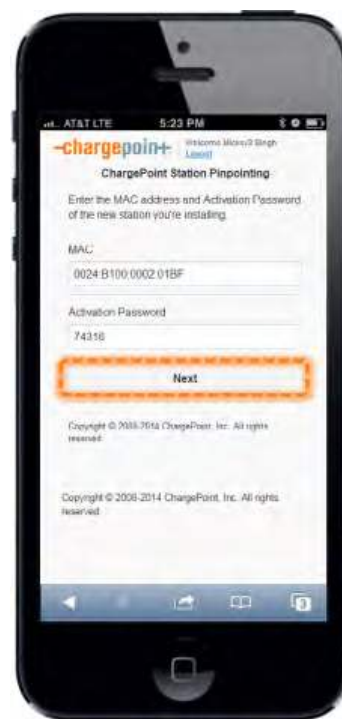 AT&T LTE 5:23 PM
-chargepoin+- Welcome
Logout
ChargePoint Station Pinpointing
Enter the MAC address and Activation Password
of the new station you're installing.
MAC
0024:B100:0002:01BF
Activation Password
74316
Next
Copyright © 2008-2014 ChargePoint, Inc. All rights
reserved
Copyright © 2008-2014 ChargePoint, Inc. All rights
reserved
3